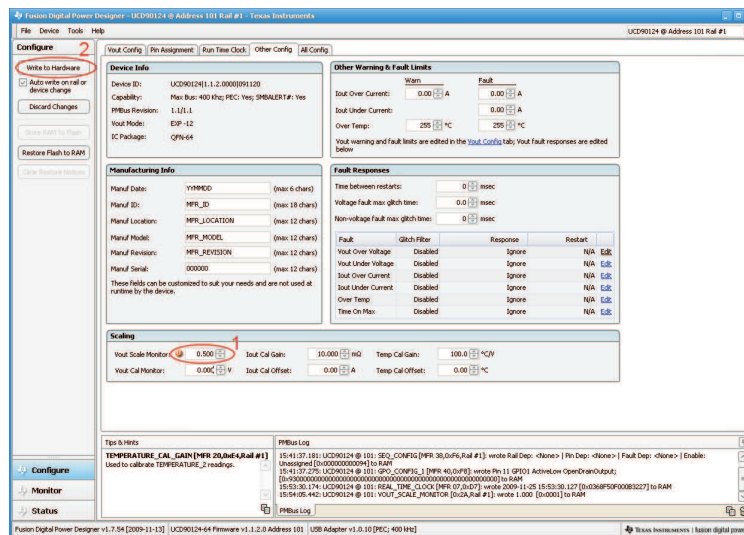 Fusion Digital Power Designer - UCD90124 @ Address 101 Rail #1 - Texas Instruments
File Device Tools Help
UCD90124 @ Address 101 Rail #1
Configure
2
Write to Hardware
Auto write on rail or
device change
Discard Changes
Store RAM To Flash
Restore Flash to RAM
Vout Config Pin Assignment Run Time Clock Other Config All Config
Device Info
Device ID: UCD90124|1.1.2.0000|091120
Capability: Max Bus: 400 Khz; PEC: Yes; SMBALERT#: Yes
PMBus Revision: 1.1/1.1
Vout Mode: EXP -12
IC Package: QFN-64
Other Warning & Fault Limits
Warn Fault
Iout Over Current: 0.00 A 0.00 A
Iout Under Current: 0.00 A
Over Temp: 255 °C 255 °C
Vout warning and fault limits are edited in the Vout Config tab; Vout fault responses are edited
below
Manufacturing Info
Manuf Date: YYMMDD (max 6 chars)
Manuf ID: MFR_ID (max 18 chars)
Manuf Location: MFR_LOCATION (max 12 chars)
Manuf Model: MFR_MODEL (max 12 chars)
Manuf Revision: MFR_REVISION (max 12 chars)
Manuf Serial: 000000 (max 12 chars)
These fields can be customized to suit your needs and are not used at
runtime by the device.
Fault Responses
Time between restarts: 0 msec
Voltage fault max glitch time: 0.0 msec
Non-voltage fault max glitch time: 0 msec
Fault Glitch Filter Response Restart
Vout Over Voltage Disabled Ignore N/A Edit
Vout Under Voltage Disabled Ignore N/A Edit
Iout Over Current Disabled Ignore N/A Edit
Iout Under Current Disabled Ignore N/A Edit
Over Temp Disabled Ignore N/A Edit
Time On Max Disabled Ignore N/A Edit
Scaling
1
Vout Scale Monitor: 0.500 Iout Cal Gain: 10.000 mΩ Temp Cal Gain: 100.0 °C/V
Vout Cal Monitor: 0.000 V Iout Cal Offset: 0.00 A Temp Cal Offset: 0.00 °C
Tips & Hints
TEMPERATURE_CAL_GAIN [MFR 20,0xE4,Rail #1]
Used to calibrate TEMPERATURE_2 readings.
PMBus Log
15:41:37.181: UCD90124 @ 101: SEQ_CONFIG [MFR 38,0xF6,Rail #1]: wrote Rail Dep: <None> | Pin Dep: <None> | Fault Dep: <None> | Enable:
Unassigned [0x000000000094] to RAM
15:41:37.275: UCD90124 @ 101: GPO_CONFIG_1 [MFR 40,0xF8]: wrote Pin 11 GPIO1 ActiveLow OpenDrainOutput;
15:53:30.174: UCD90124 @ 101: REAL_TIME_CLOCK [MFR 07,0xD7]: wrote 2009-11-25 15:53:30.127 [0x0368F50F000B3227] to RAM
15:54:05.442: UCD90124 @ 101: VOUT_SCALE_MONITOR [0x2A,Rail #1]: wrote 1.000 [0x0001] to RAM
PMBus Log
Configure
Monitor
Status
Fusion Digital Power Designer v1.7.54 [2009-11-13] UCD90124-64 Firmware v1.1.2.0 Address 101 USB Adapter v1.0.10 [PEC; 400 kHz] TEXAS INSTRUMENTS | fusion digital power